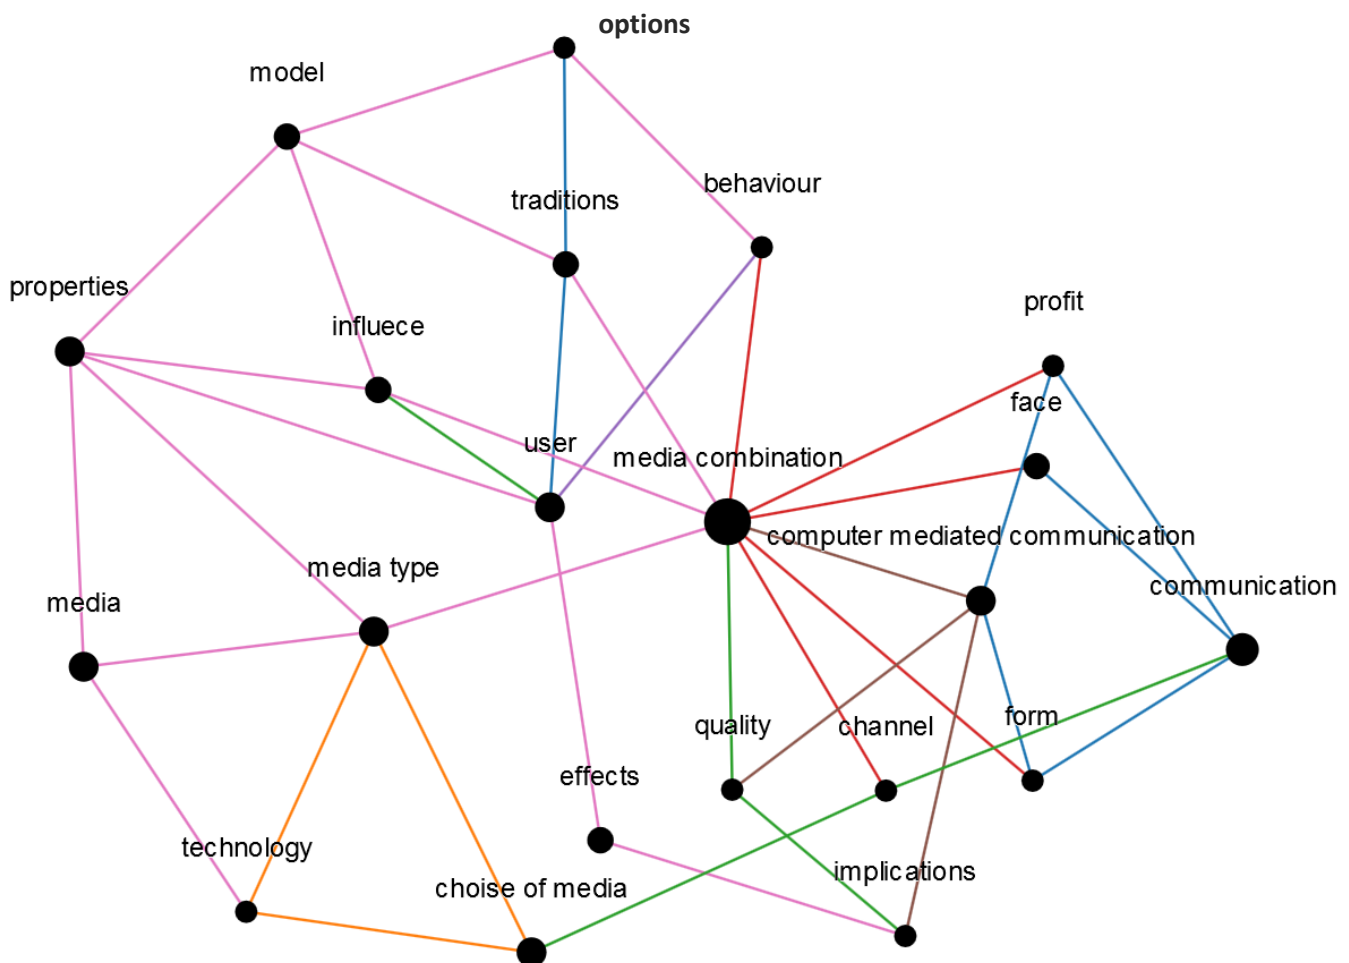 options
model
behaviour
traditions
properties
profit
influece
face
user
media combination
computer mediated communication
media type
communication
media
form
quality
channel
effects
technology
implications
choise of media